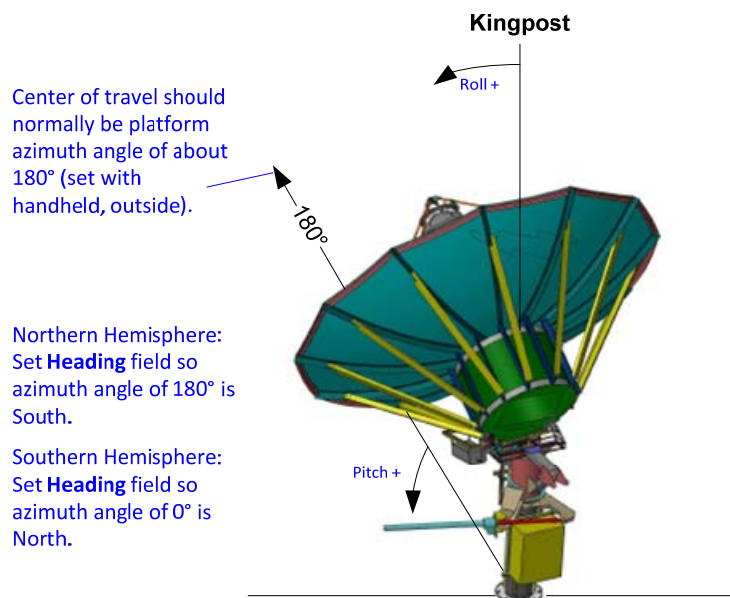 Kingpost
Roll +
Center of travel should
normally be platform
azimuth angle of about
180° (set with
handheld, outside).
180°
Northern Hemisphere:
Set Heading field so
azimuth angle of 180° is
South.
Southern Hemisphere:
Set Heading field so
azimuth angle of 0° is
North.
Pitch +